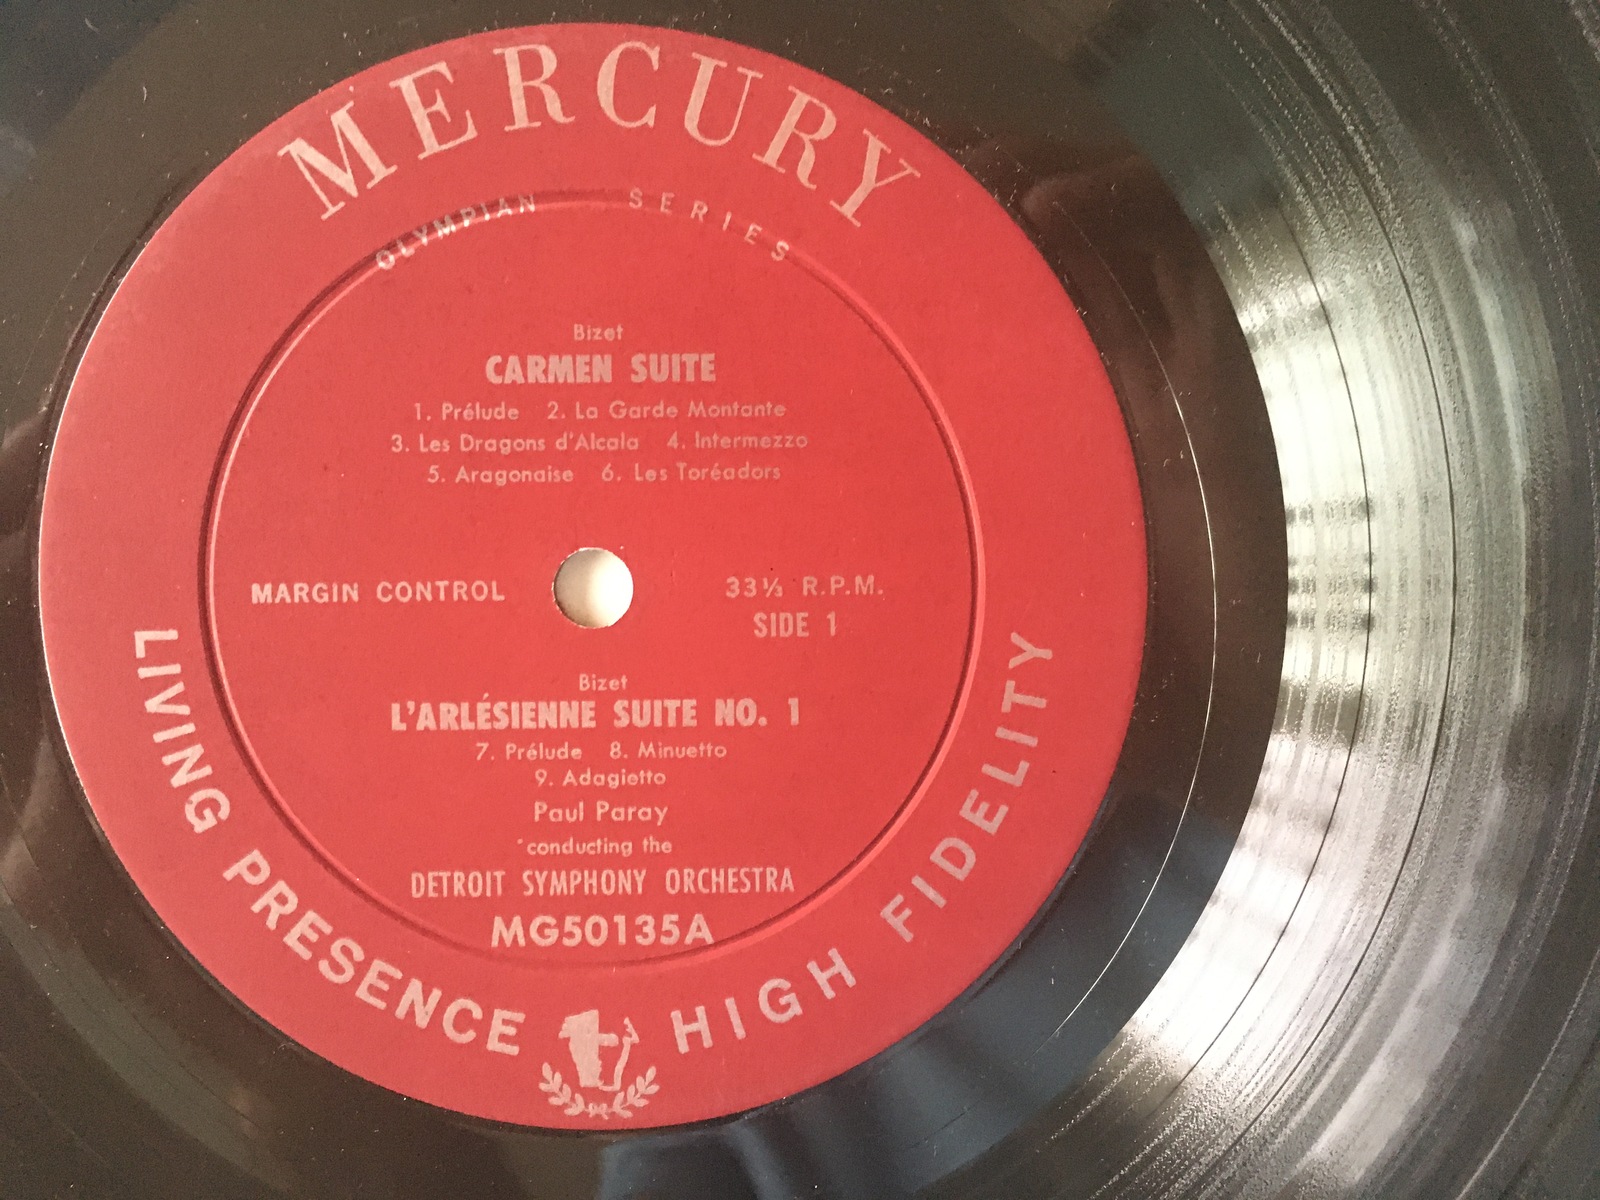 MERCURY
OLYMPIAN SERIES
Bizet
CARMEN SUITE
1. Prélude 2. La Garde Montante
3. Les Dragons d'Alcala 4. Intermezzo
5. Aragonaise 6. Les Toréadors
MARGIN CONTROL
33⅓ R.P.M.
SIDE 1
Bizet
L'ARLÉSIENNE SUITE NO. 1
7. Prélude 8. Minuetto
9. Adagietto
Paul Paray
conducting the
DETROIT SYMPHONY ORCHESTRA
MG50135A
LIVING PRESENCE HIGH FIDELITY